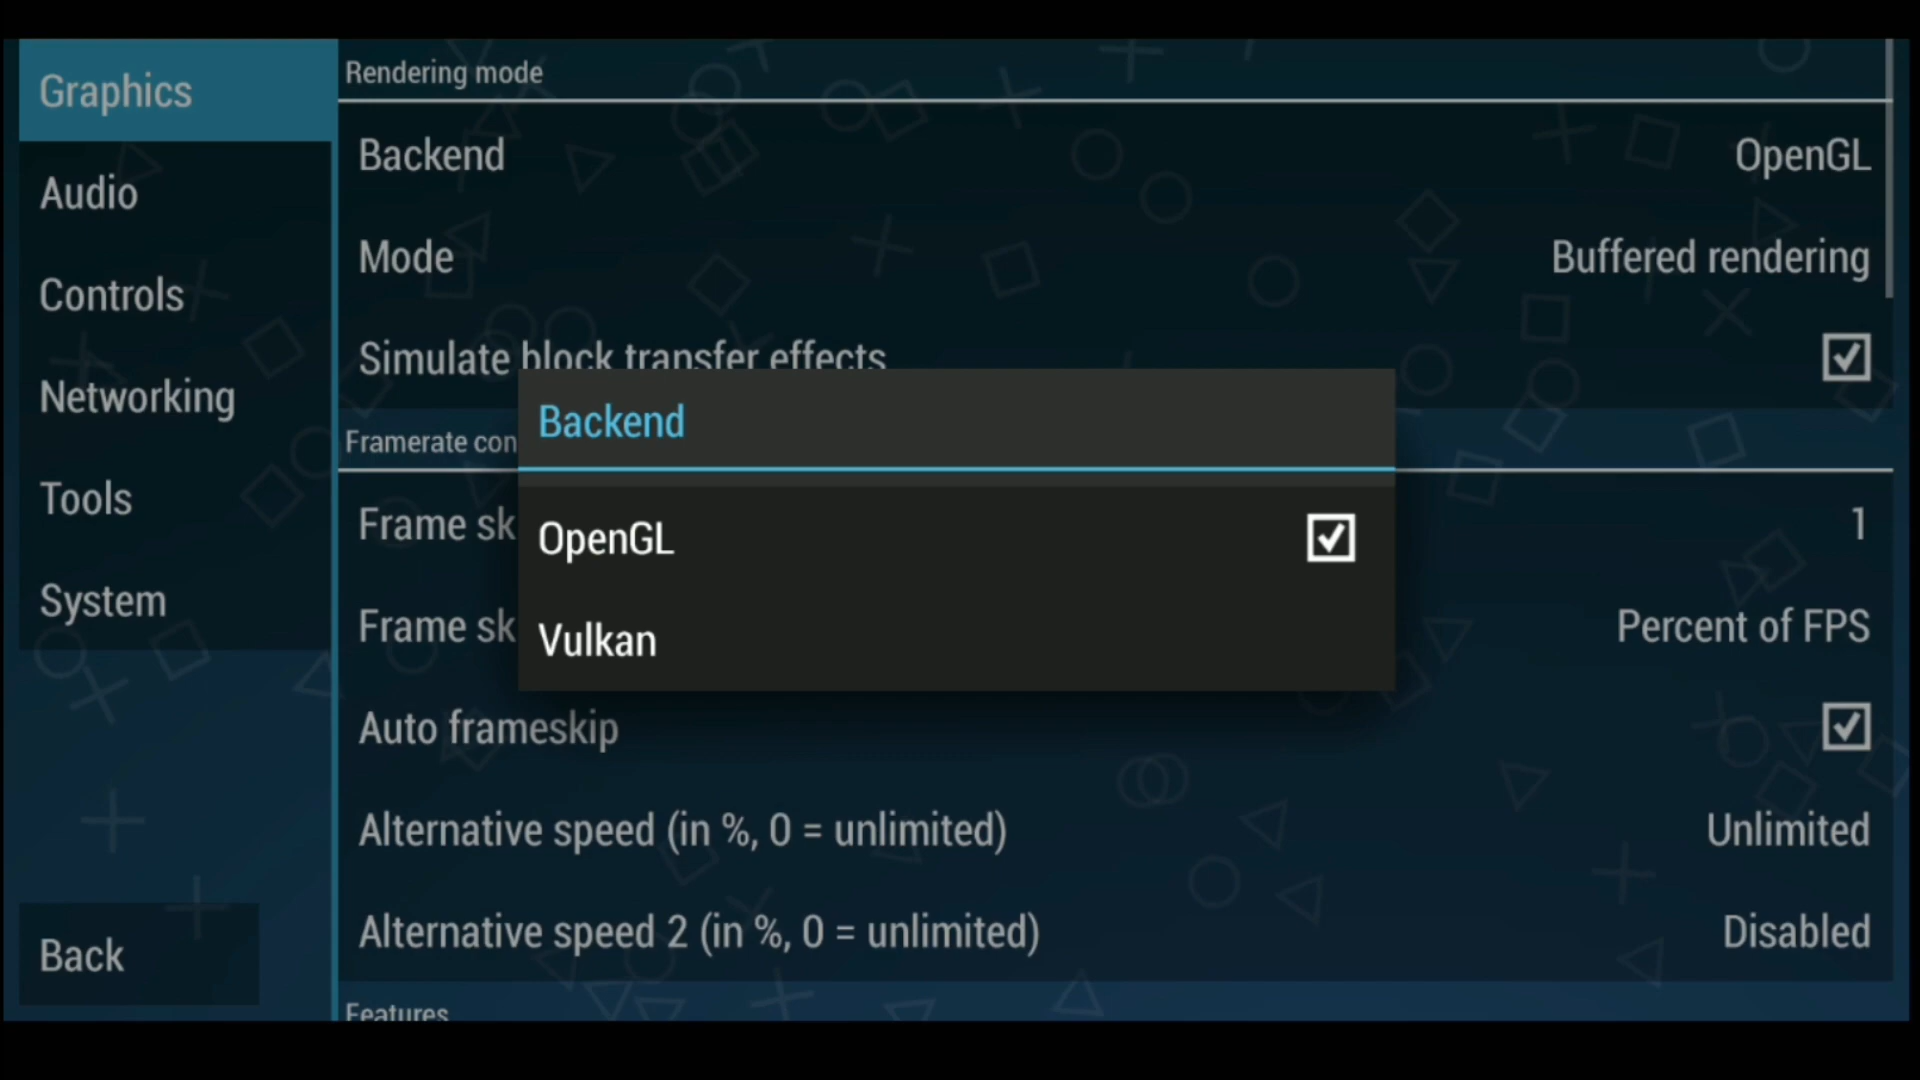 Graphics
Audio
Controls
Networking
Tools
System
Back
Rendering mode
Backend OpenGL
Mode Buffered rendering
Simulate block transfer effects
Framerate con
Frame sk 1
Frame sk Percent of FPS
Auto frameskip
Alternative speed (in %, 0 = unlimited) Unlimited
Alternative speed 2 (in %, 0 = unlimited) Disabled
Features
Backend
OpenGL
Vulkan